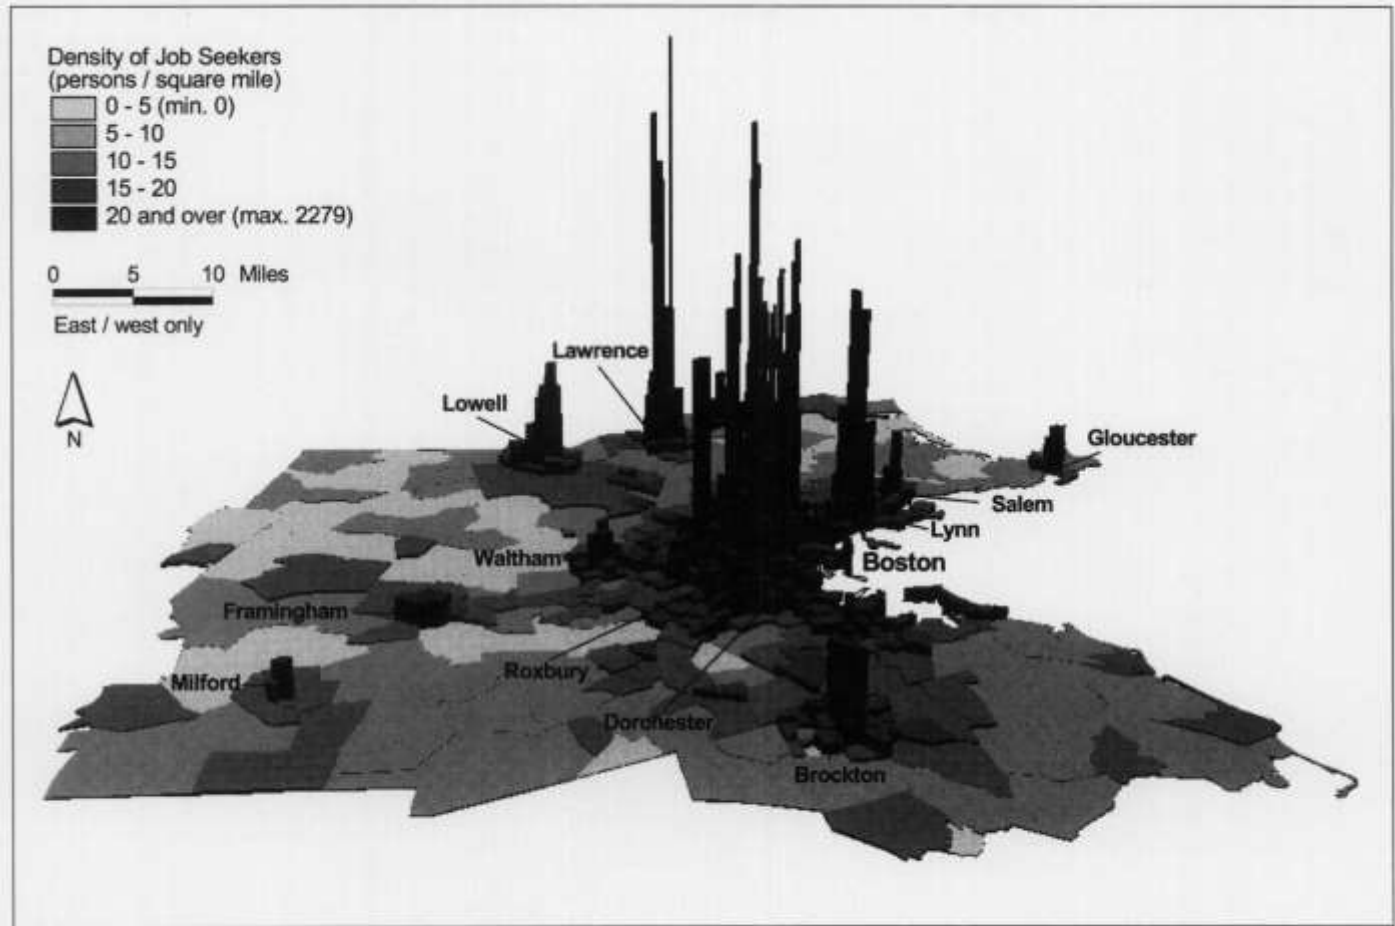 Density of Job Seekers
(persons / square mile)
0 - 5 (min. 0)
5 - 10
10 - 15
15 - 20
20 and over (max. 2279)
0 5 10 Miles
East / west only
N
Lawrence
Lowell
Gloucester
Salem
Lynn
Waltham
Boston
Framingham
Roxbury
Milford
Dorchester
Brockton